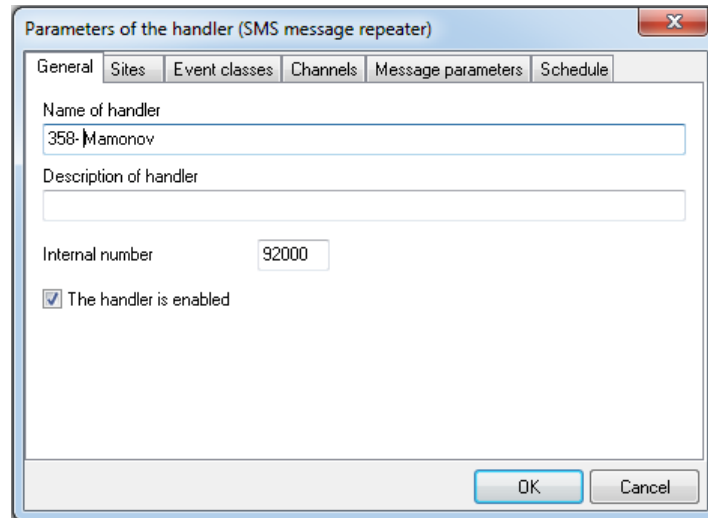 Parameters of the handler (SMS message repeater)
General Sites Event classes Channels Message parameters Schedule
Name of handler
358- Mamonov
Description of handler
Internal number 92000
The handler is enabled
OK Cancel